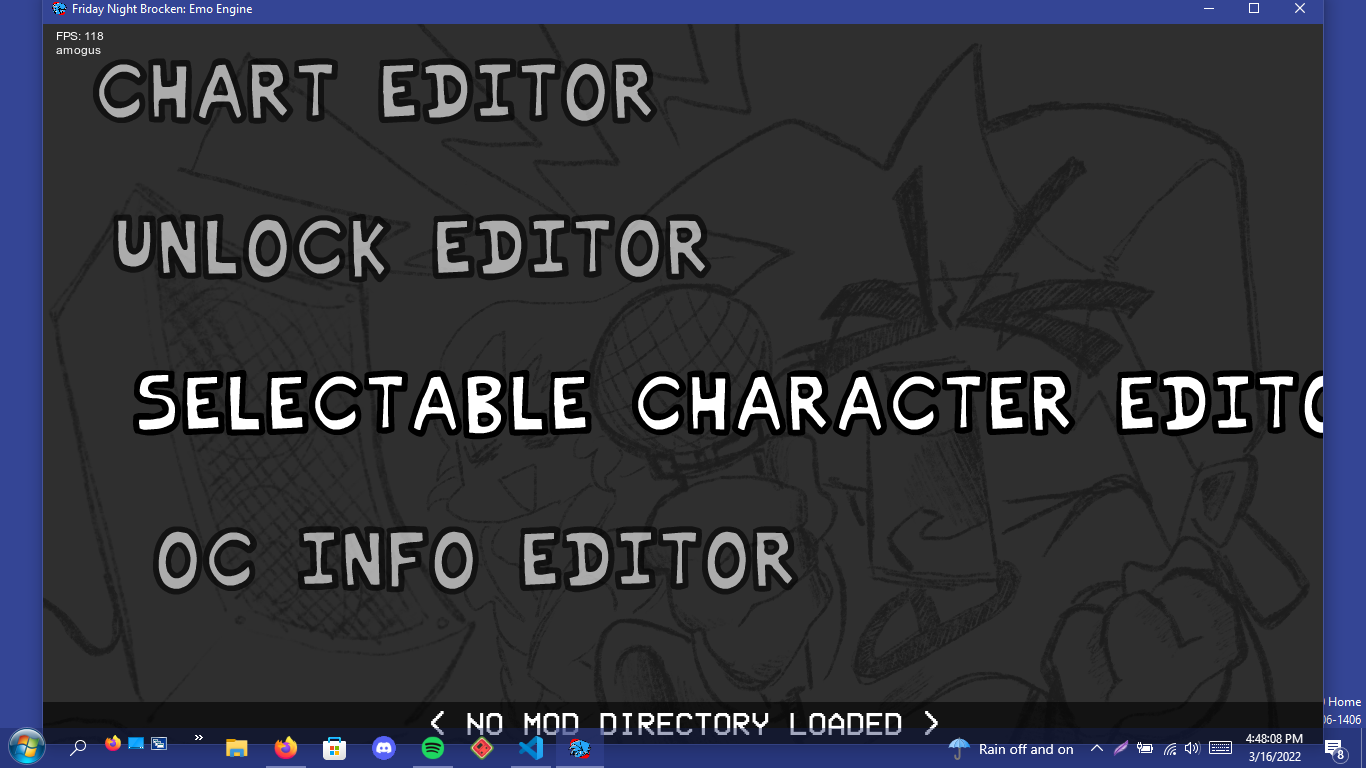 Friday Night Brocken: Emo Engine
FPS: 118
amogus
CHART EDITOR
UNLOCK EDITOR
SELECTABLE CHARACTER EDITO
OC INFO EDITOR
< NO MOD DIRECTORY LOADED >
Home
06-1406
Rain off and on
4:48:08 PM
3/16/2022
8